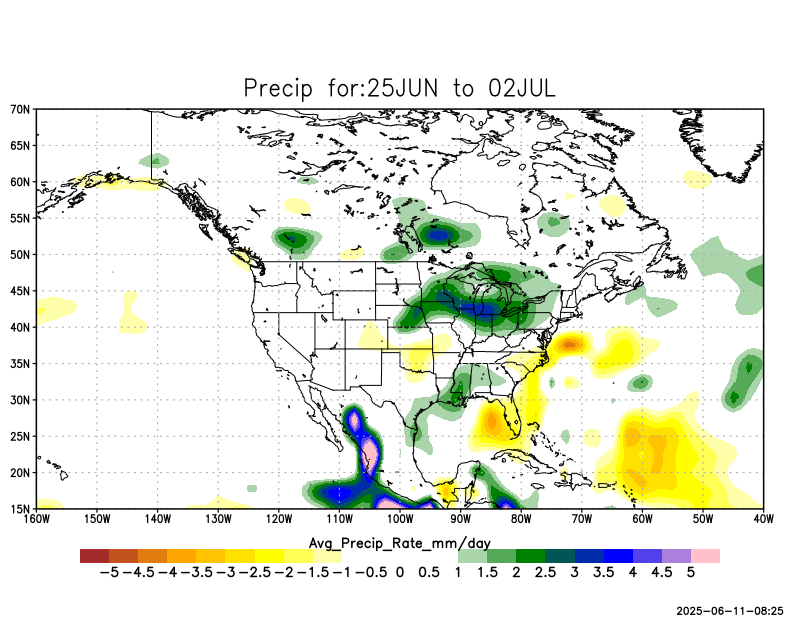 Precip for:25JUN to 02JUL
70N
65N
60N
55N
50N
45N
40N
35N
30N
25N
20N
15N
160W 150W 140W 130W 120W 110W 100W 90W 80W 70W 60W 50W 40W
Avg_Precip_Rate_mm/day
−5 −4.5 −4 −3.5 −3 −2.5 −2 −1.5 −1 −0.5 0 0.5 1 1.5 2 2.5 3 3.5 4 4.5 5
2025-06-11-08:25